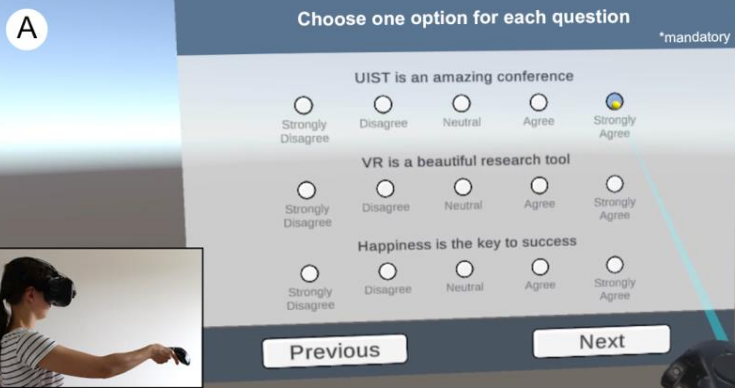 A
Choose one option for each question
*mandatory
UIST is an amazing conference
Strongly Disagree
Disagree
Neutral
Agree
Strongly Agree
VR is a beautiful research tool
Strongly Disagree
Disagree
Neutral
Agree
Strongly Agree
Happiness is the key to success
Strongly Disagree
Disagree
Neutral
Agree
Strongly Agree
Previous
Next